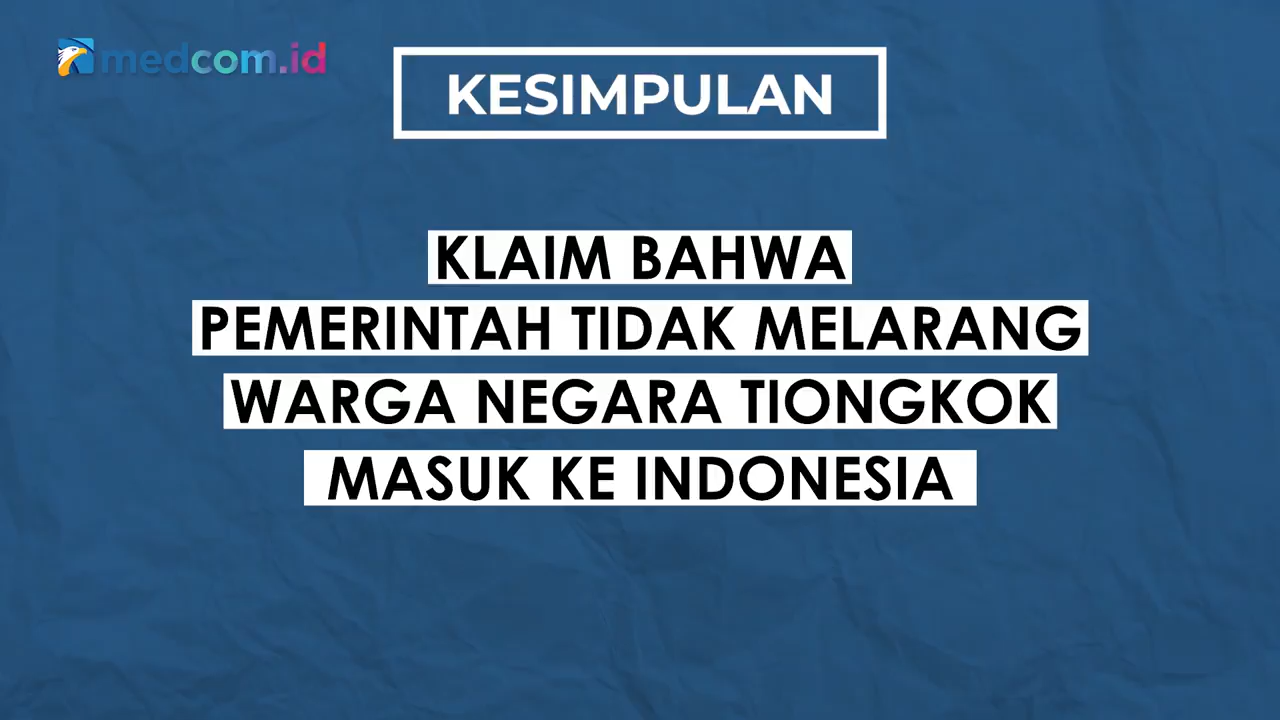 medcom.id
KESIMPULAN
KLAIM BAHWA
PEMERINTAH TIDAK MELARANG
WARGA NEGARA TIONGKOK
MASUK KE INDONESIA